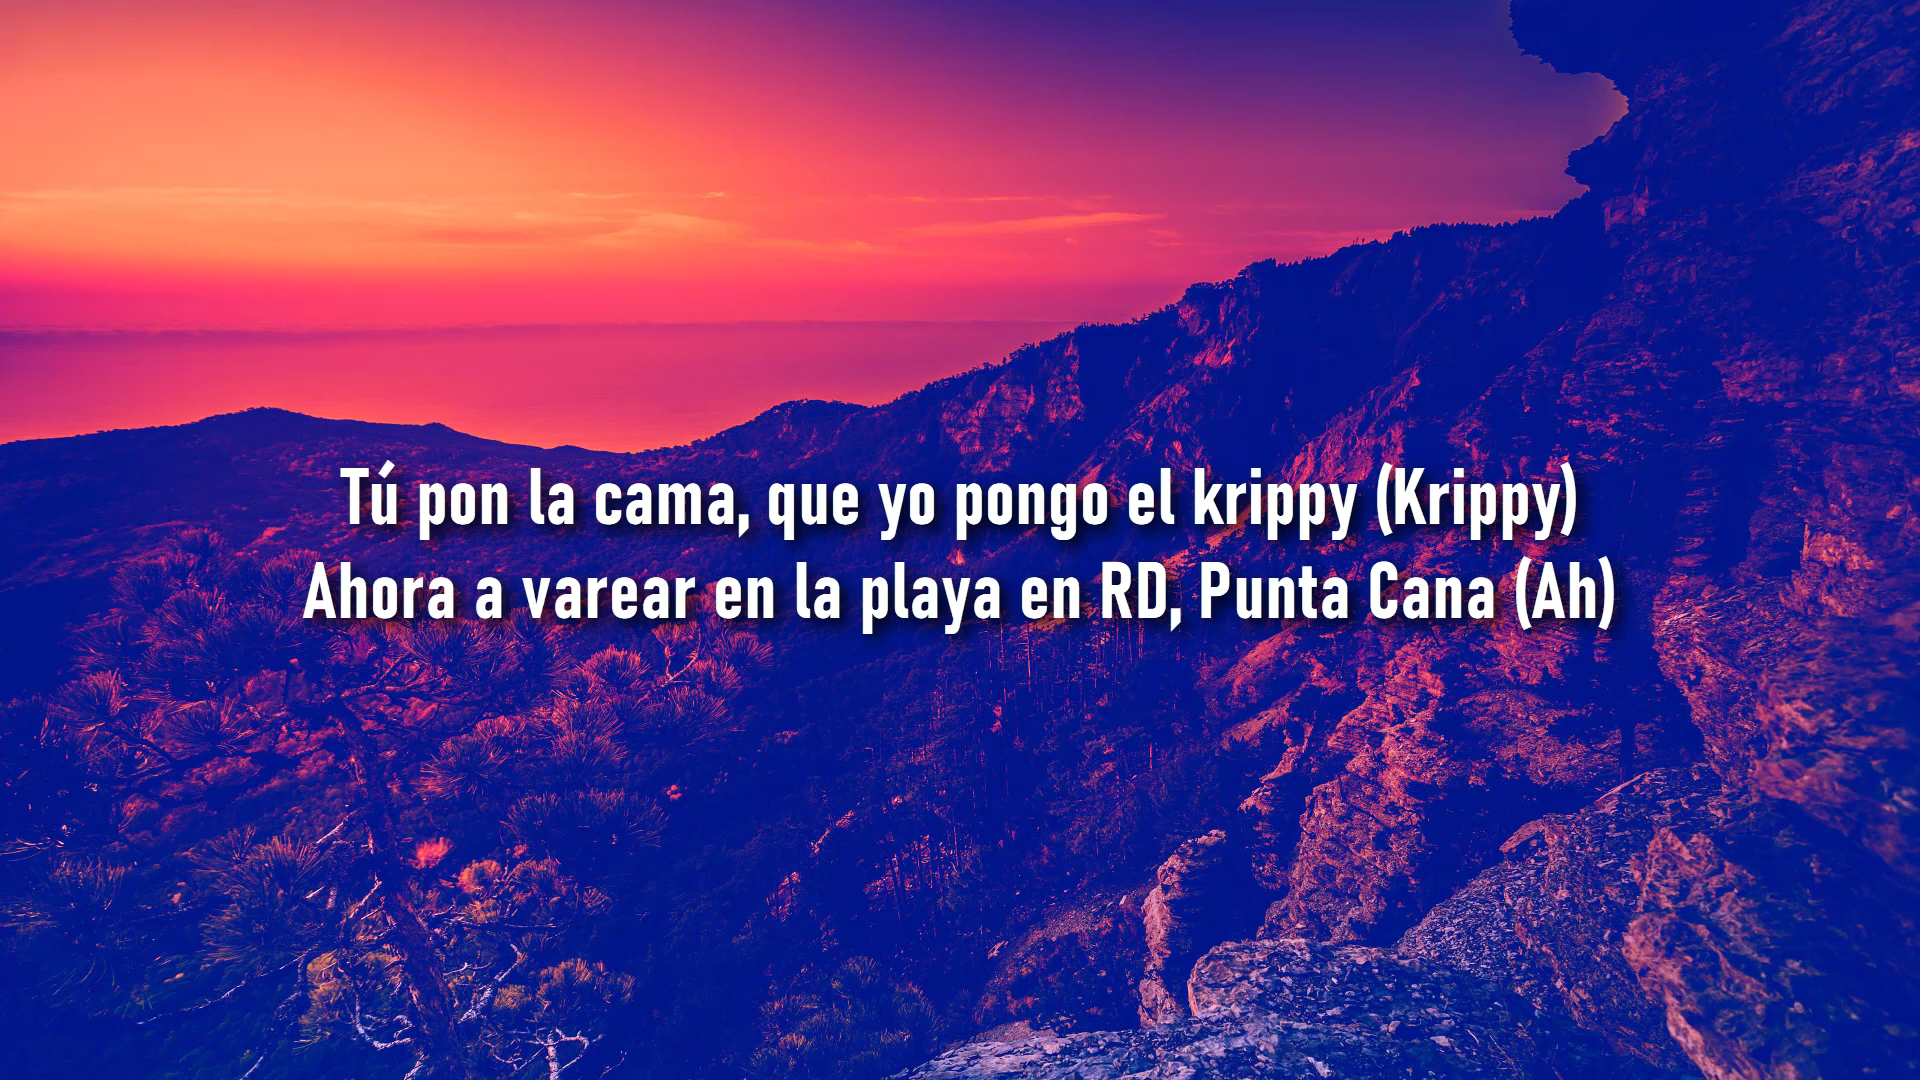 Tú pon la cama, que yo pongo el krippy (Krippy)
Ahora a varear en la playa en RD, Punta Cana (Ah)